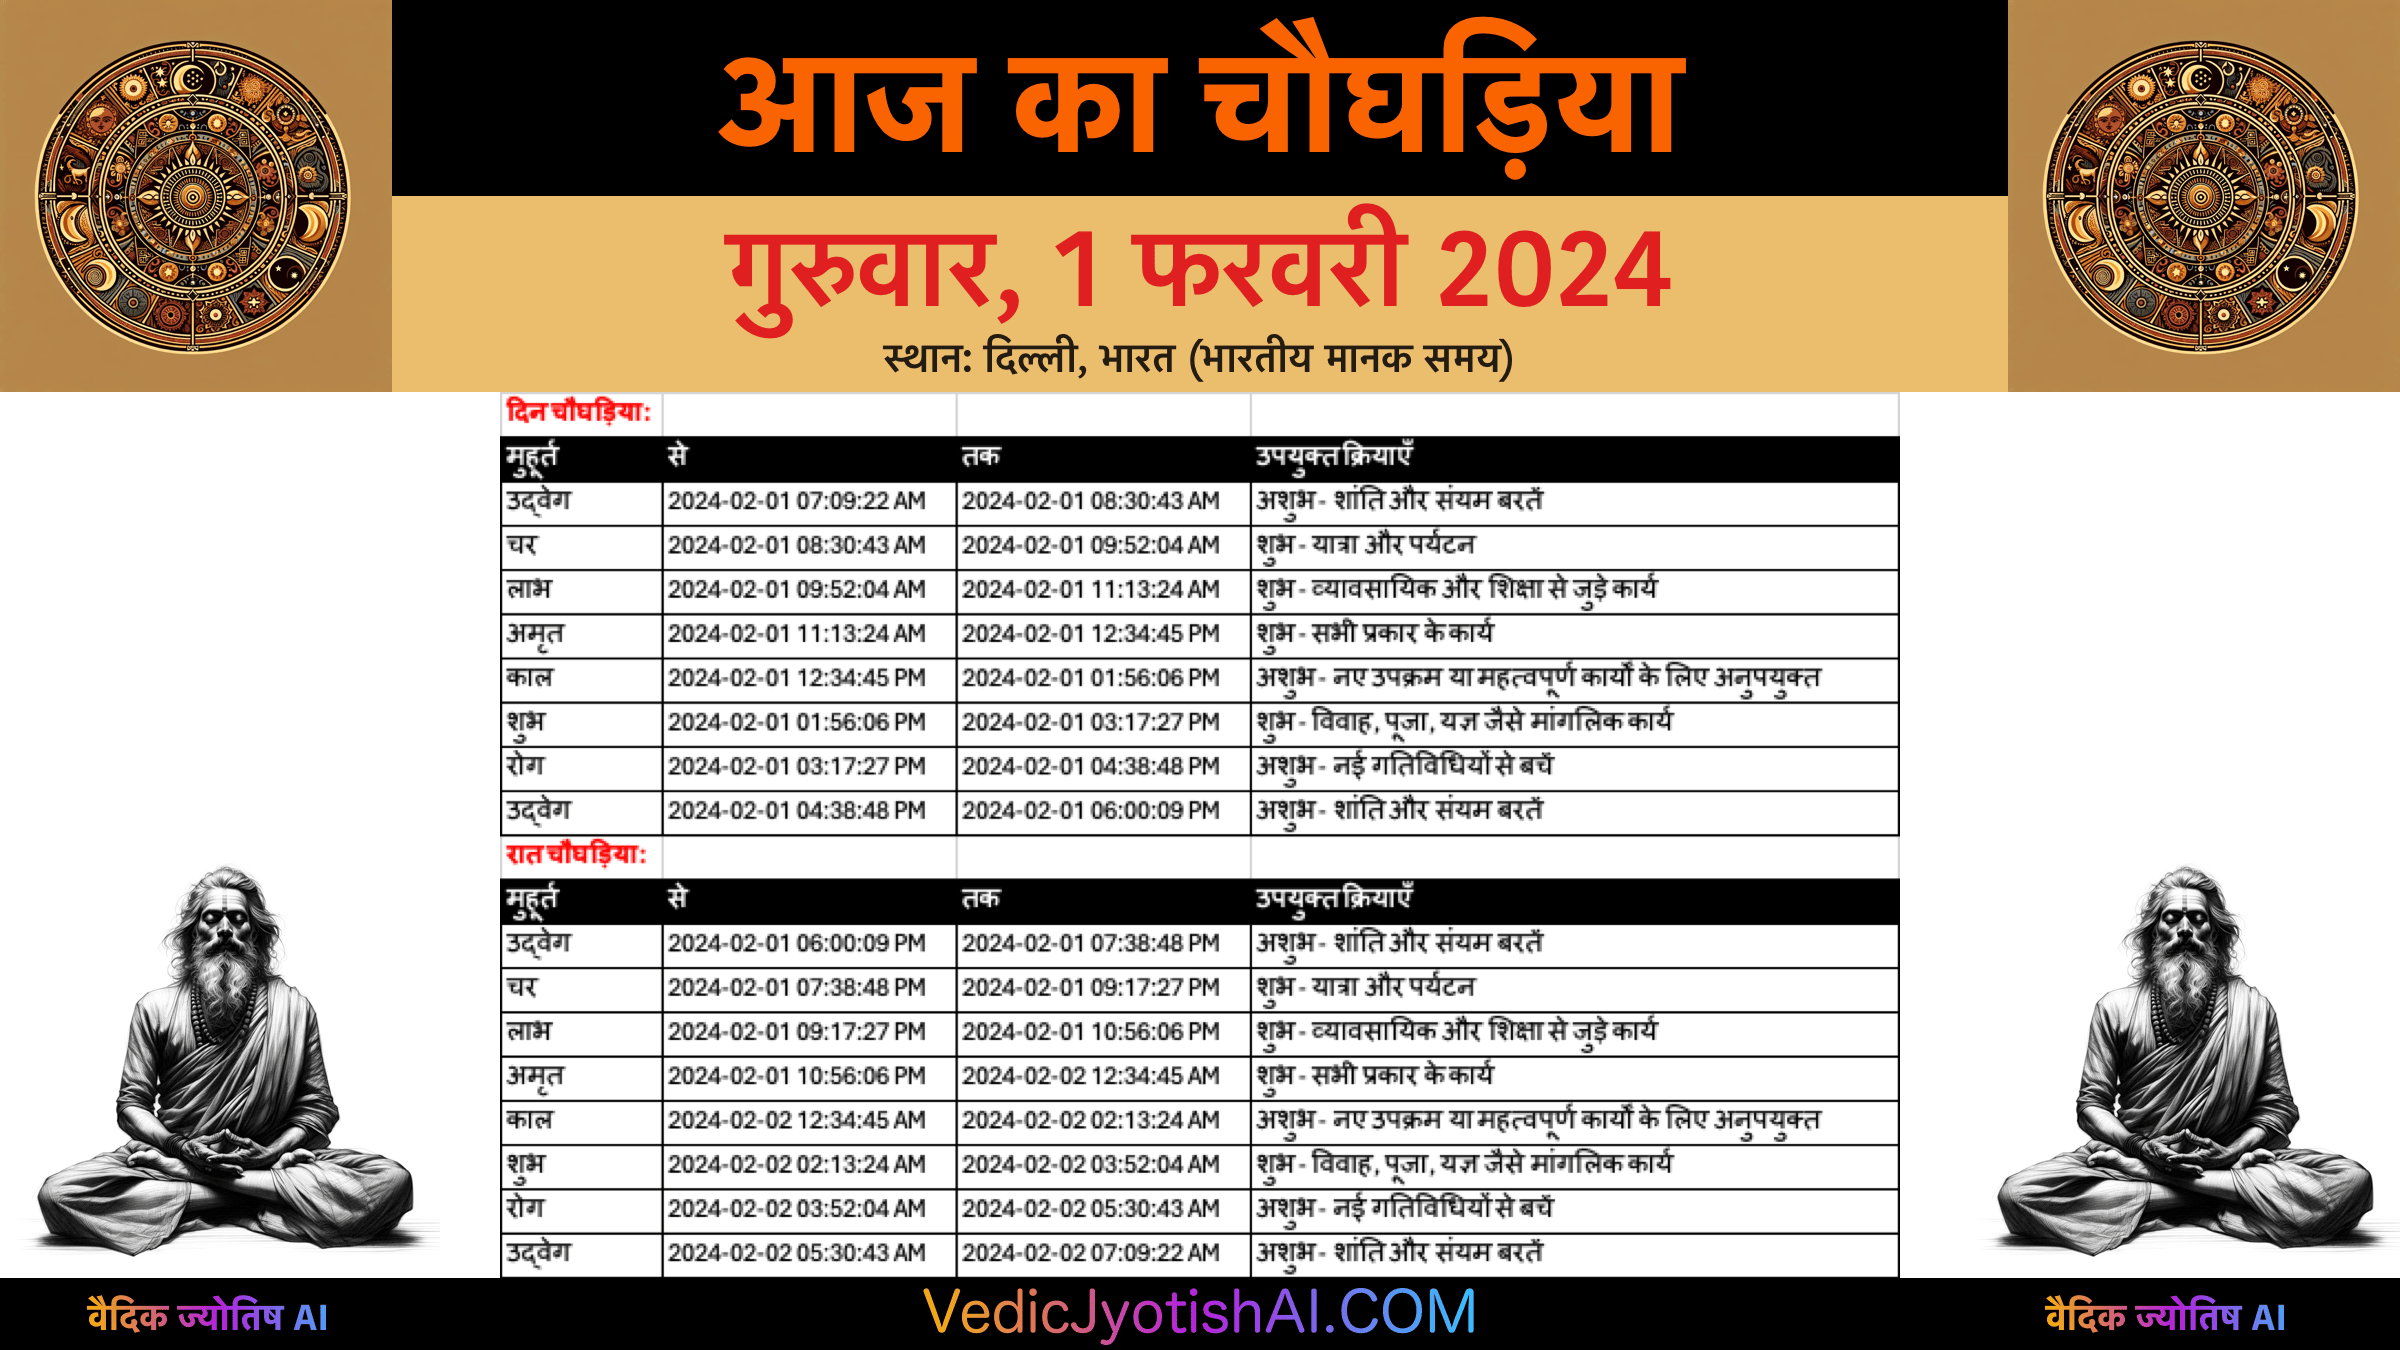 आज का चौघड़िया
गुरुवार, 1 फरवरी 2024
स्थान: दिल्ली, भारत (भारतीय मानक समय)
दिन चौघड़िया:
मुहूर्त से तक उपयुक्त क्रियाएँ
उद्वेग 2024-02-01 07:09:22 AM 2024-02-01 08:30:43 AM अशुभ - शांति और संयम बरतें
चर 2024-02-01 08:30:43 AM 2024-02-01 09:52:04 AM शुभ - यात्रा और पर्यटन
लाभ 2024-02-01 09:52:04 AM 2024-02-01 11:13:24 AM शुभ - व्यावसायिक और शिक्षा से जुड़े कार्य
अमृत 2024-02-01 11:13:24 AM 2024-02-01 12:34:45 PM शुभ - सभी प्रकार के कार्य
काल 2024-02-01 12:34:45 PM 2024-02-01 01:56:06 PM अशुभ - नए उपक्रम या महत्वपूर्ण कार्यों के लिए अनुपयुक्त
शुभ 2024-02-01 01:56:06 PM 2024-02-01 03:17:27 PM शुभ - विवाह, पूजा, यज्ञ जैसे मांगलिक कार्य
रोग 2024-02-01 03:17:27 PM 2024-02-01 04:38:48 PM अशुभ - नई गतिविधियों से बचें
उद्वेग 2024-02-01 04:38:48 PM 2024-02-01 06:00:09 PM अशुभ - शांति और संयम बरतें
रात चौघड़िया:
मुहूर्त से तक उपयुक्त क्रियाएँ
उद्वेग 2024-02-01 06:00:09 PM 2024-02-01 07:38:48 PM अशुभ - शांति और संयम बरतें
चर 2024-02-01 07:38:48 PM 2024-02-01 09:17:27 PM शुभ - यात्रा और पर्यटन
लाभ 2024-02-01 09:17:27 PM 2024-02-01 10:56:06 PM शुभ - व्यावसायिक और शिक्षा से जुड़े कार्य
अमृत 2024-02-01 10:56:06 PM 2024-02-02 12:34:45 AM शुभ - सभी प्रकार के कार्य
काल 2024-02-02 12:34:45 AM 2024-02-02 02:13:24 AM अशुभ - नए उपक्रम या महत्वपूर्ण कार्यों के लिए अनुपयुक्त
शुभ 2024-02-02 02:13:24 AM 2024-02-02 03:52:04 AM शुभ - विवाह, पूजा, यज्ञ जैसे मांगलिक कार्य
रोग 2024-02-02 03:52:04 AM 2024-02-02 05:30:43 AM अशुभ - नई गतिविधियों से बचें
उद्वेग 2024-02-02 05:30:43 AM 2024-02-02 07:09:22 AM अशुभ - शांति और संयम बरतें
वैदिक ज्योतिष AI VedicJyotishAI.COM वैदिक ज्योतिष AI